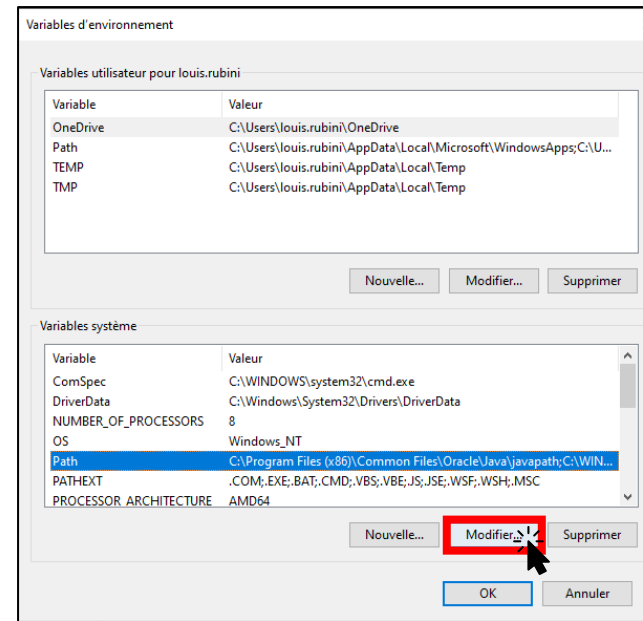 Variables d'environnement
Variables utilisateur pour louis.rubini
Variable Valeur
OneDrive C:\Users\louis.rubini\OneDrive
Path C:\Users\louis.rubini\AppData\Local\Microsoft\WindowsApps;C:\U...
TEMP C:\Users\louis.rubini\AppData\Local\Temp
TMP C:\Users\louis.rubini\AppData\Local\Temp
Nouvelle... Modifier... Supprimer
Variables système
Variable Valeur
ComSpec C:\WINDOWS\system32\cmd.exe
DriverData C:\Windows\System32\Drivers\DriverData
NUMBER_OF_PROCESSORS 8
OS Windows_NT
Path C:\Program Files (x86)\Common Files\Oracle\Java\javapath;C:\WIN...
PATHEXT .COM;.EXE;.BAT;.CMD;.VBS;.VBE;.JS;.JSE;.WSF;.WSH;.MSC
PROCESSOR_ARCHITECTURE AMD64
Nouvelle... Modifier... Supprimer
OK Annuler